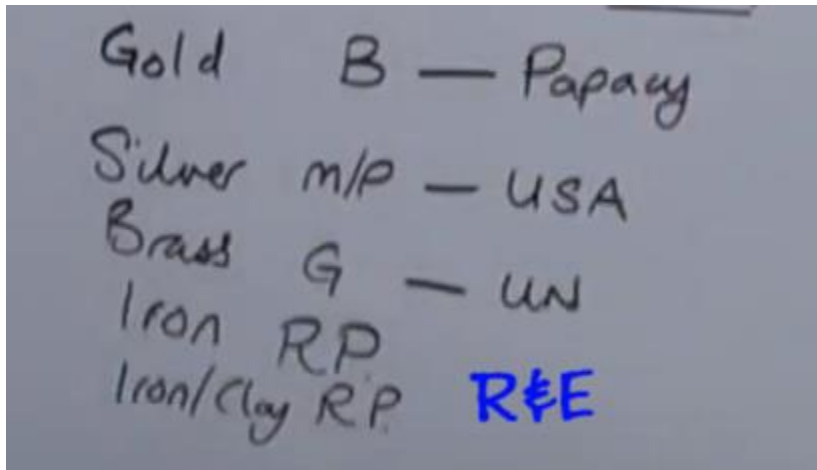 Gold B — Papacy
Silver m/P — USA
Brass G — UN
Iron RP
Iron/Clay R.P. R&E